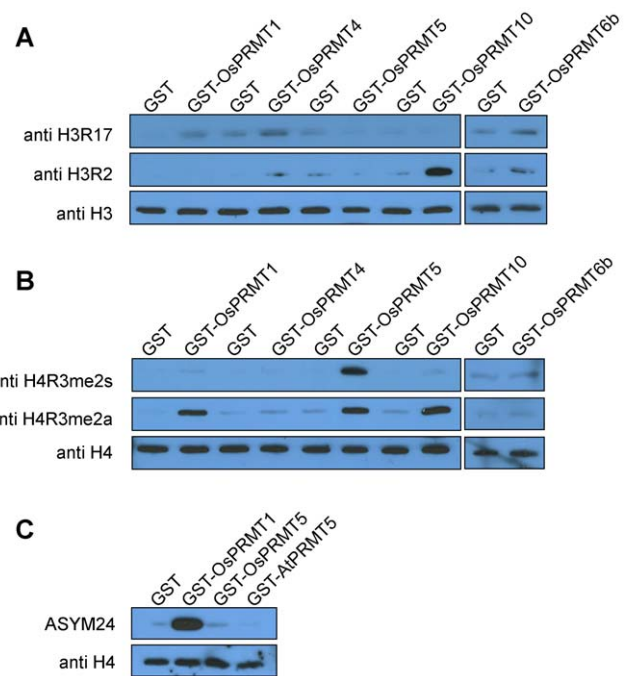 A
GST
GST-OsPRMT1
GST
GST-OsPRMT4
GST
GST-OsPRMT5
GST
GST-OsPRMT10
GST
GST-OsPRMT6b
anti H3R17
anti H3R2
anti H3
B
GST
GST-OsPRMT1
GST
GST-OsPRMT4
GST
GST-OsPRMT5
GST
GST-OsPRMT10
GST
GST-OsPRMT6b
nti H4R3me2s
nti H4R3me2a
anti H4
C
GST
GST-OsPRMT1
GST-OsPRMT5
GST-AtPRMT5
ASYM24
anti H4